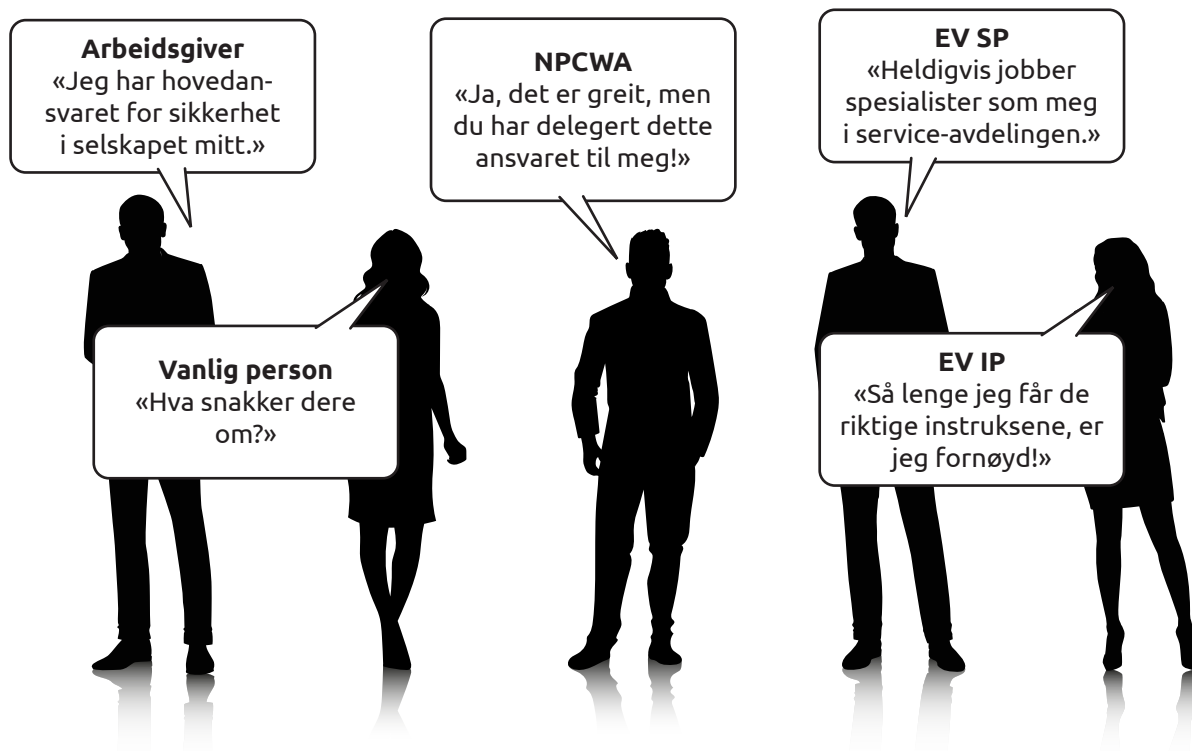 Arbeidsgiver
«Jeg har hovedan-
svaret for sikkerhet
i selskapet mitt.»
NPCWA
«Ja, det er greit, men
du har delegert dette
ansvaret til meg!»
EV SP
«Heldigvis jobber
spesialister som meg
i service-avdelingen.»
Vanlig person
«Hva snakker dere
om?»
EV IP
«Så lenge jeg får de
riktige instruksene, er
jeg fornøyd!»